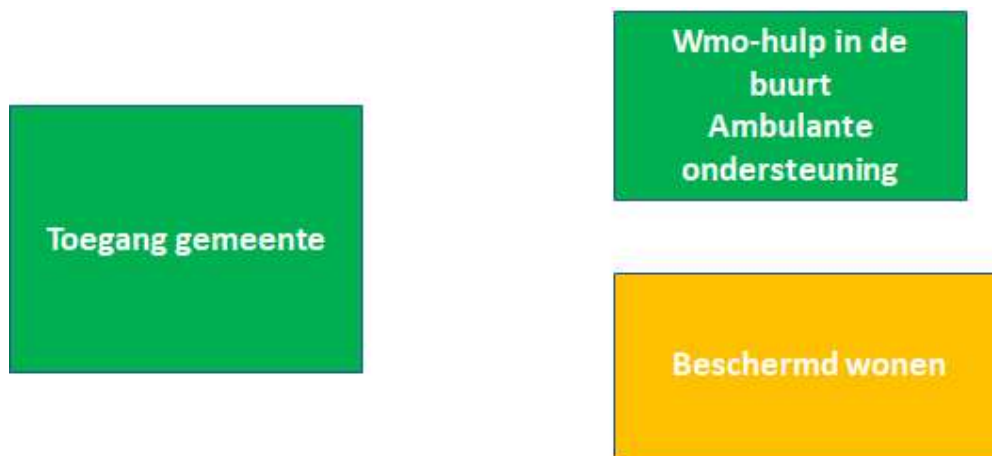 Toegang gemeente
Wmo-hulp in de
buurt
Ambulante
ondersteuning
Beschermd wonen